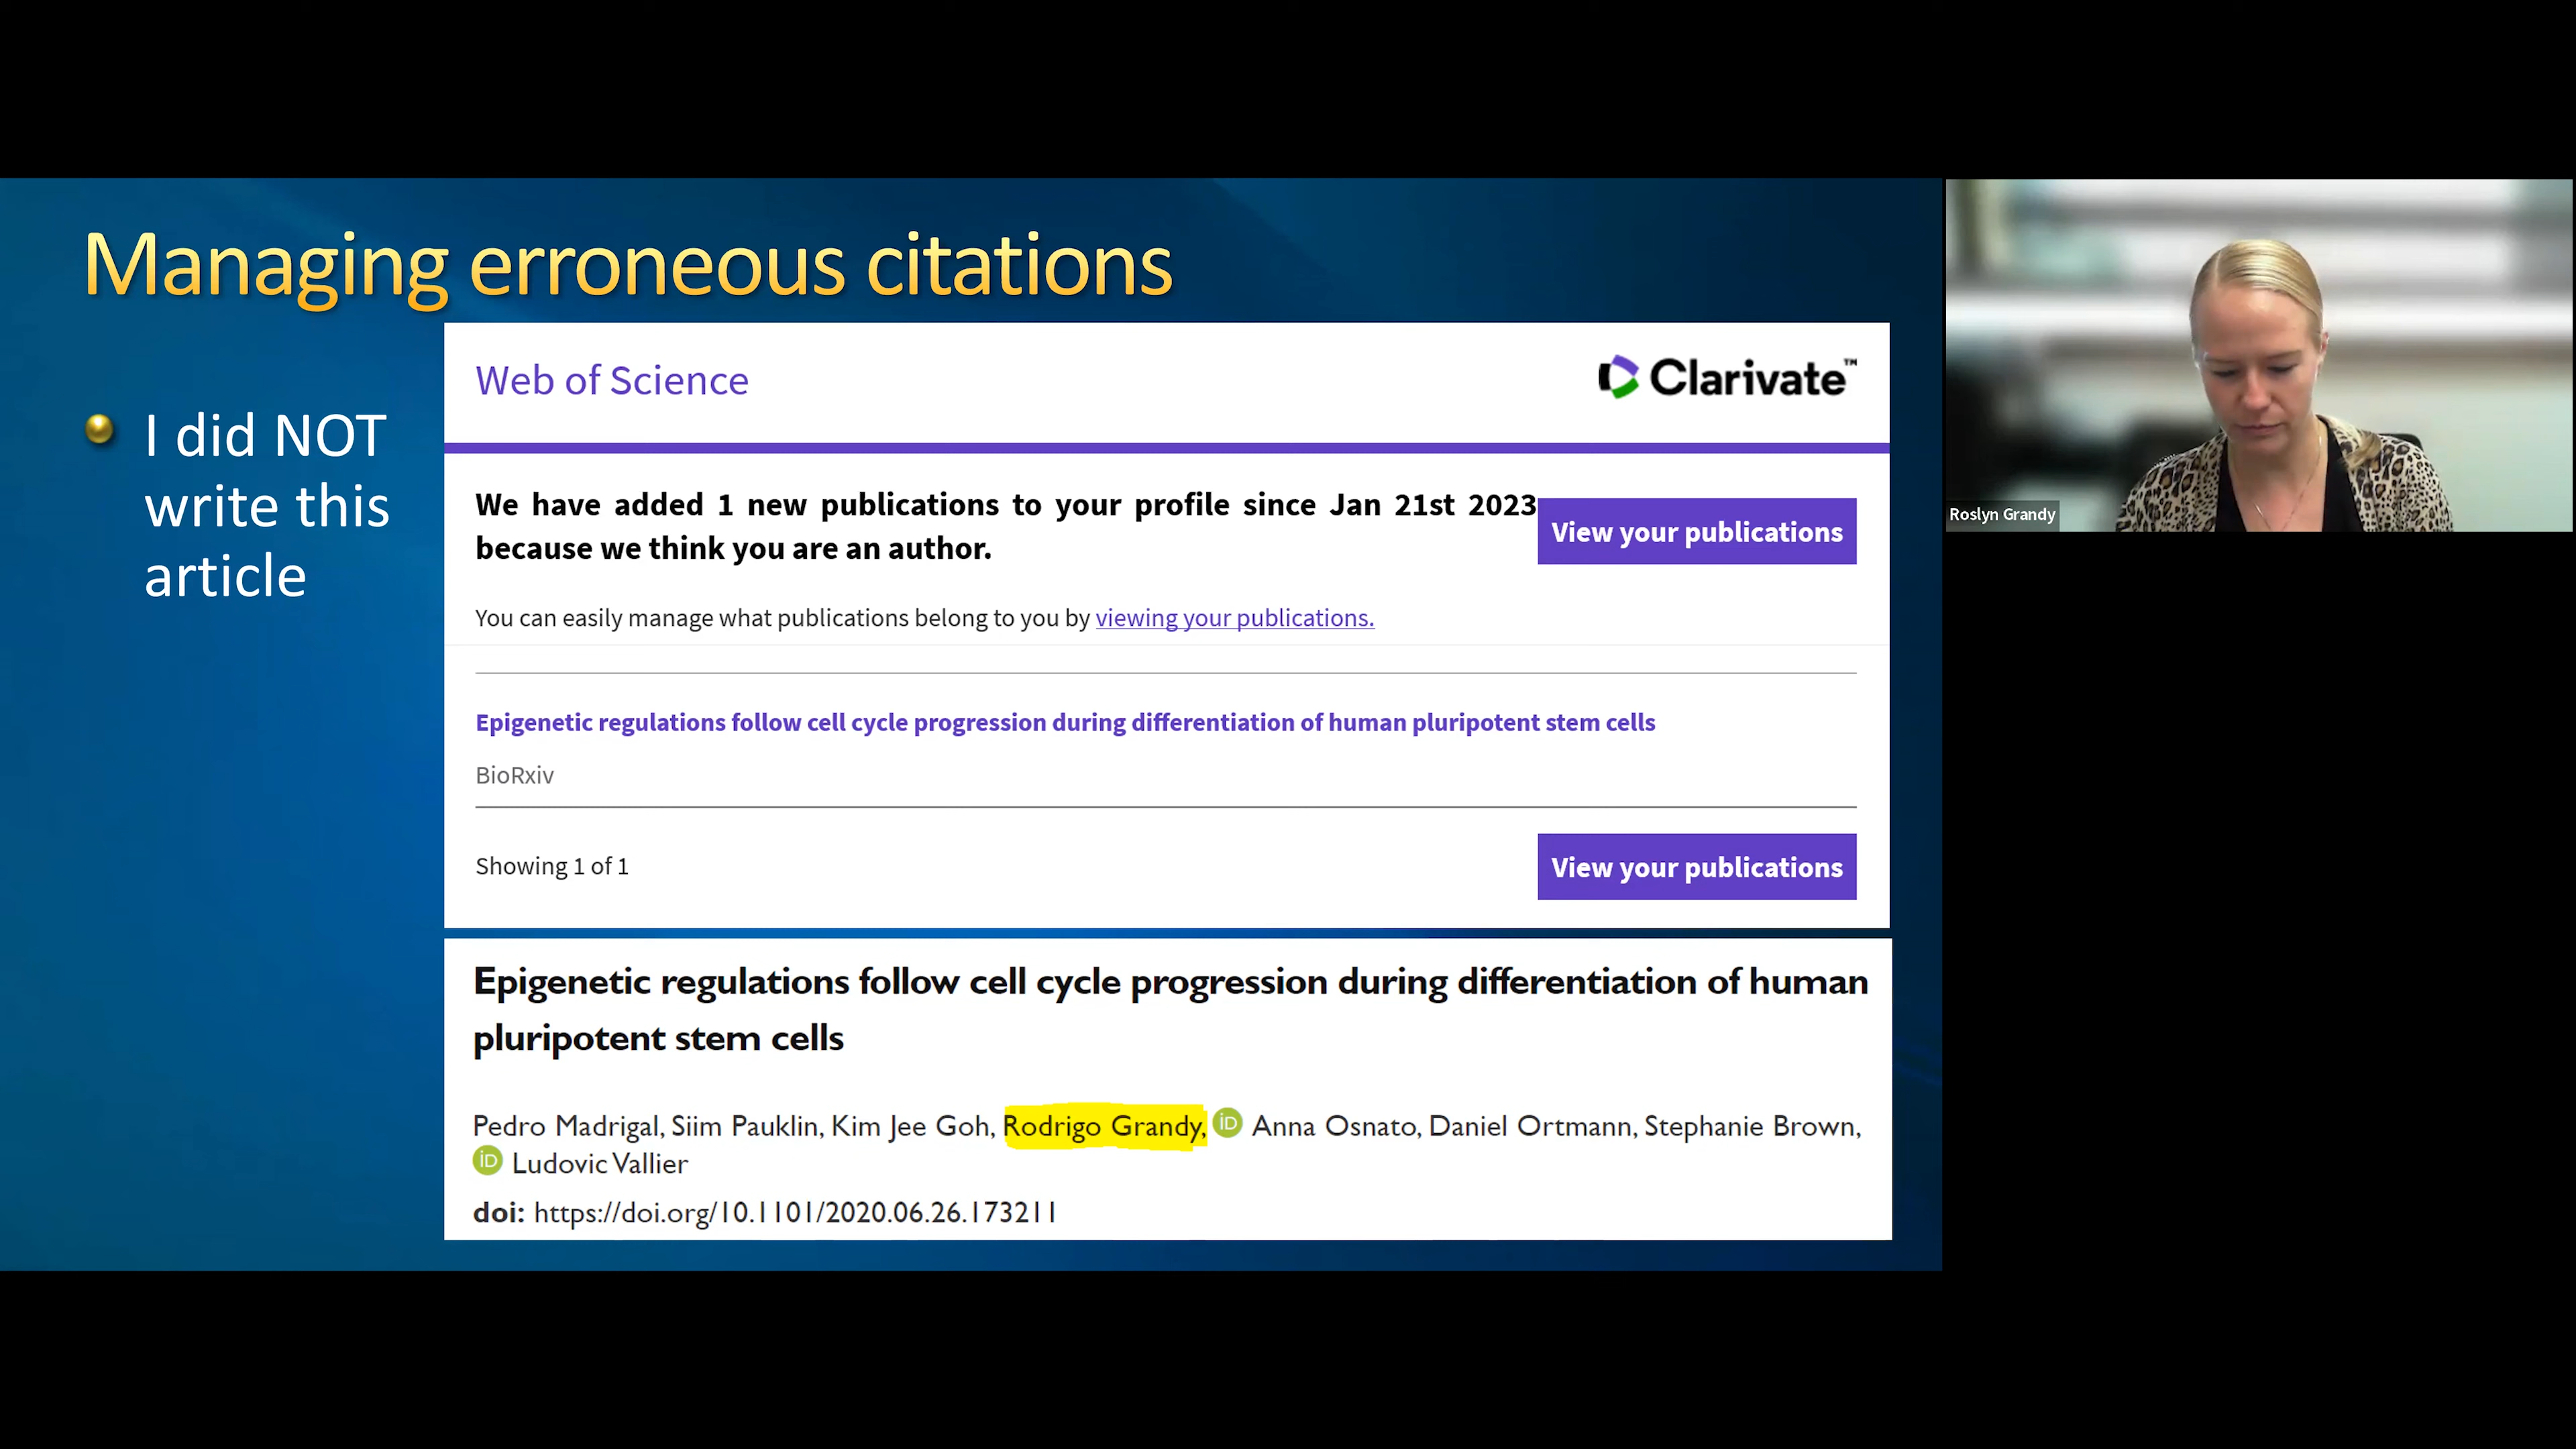 Managing erroneous citations
I did NOT
write this
article
Web of Science
Clarivate™
We have added 1 new publications to your profile since Jan 21st 2023
because we think you are an author.
View your publications
You can easily manage what publications belong to you by viewing your publications.
Epigenetic regulations follow cell cycle progression during differentiation of human pluripotent stem cells
BioRxiv
Showing 1 of 1
View your publications
Epigenetic regulations follow cell cycle progression during differentiation of human
pluripotent stem cells
Pedro Madrigal, Siim Pauklin, Kim Jee Goh, Rodrigo Grandy, iD Anna Osnato, Daniel Ortmann, Stephanie Brown,
iD Ludovic Vallier
doi: https://doi.org/10.1101/2020.06.26.173211
Roslyn Grandy